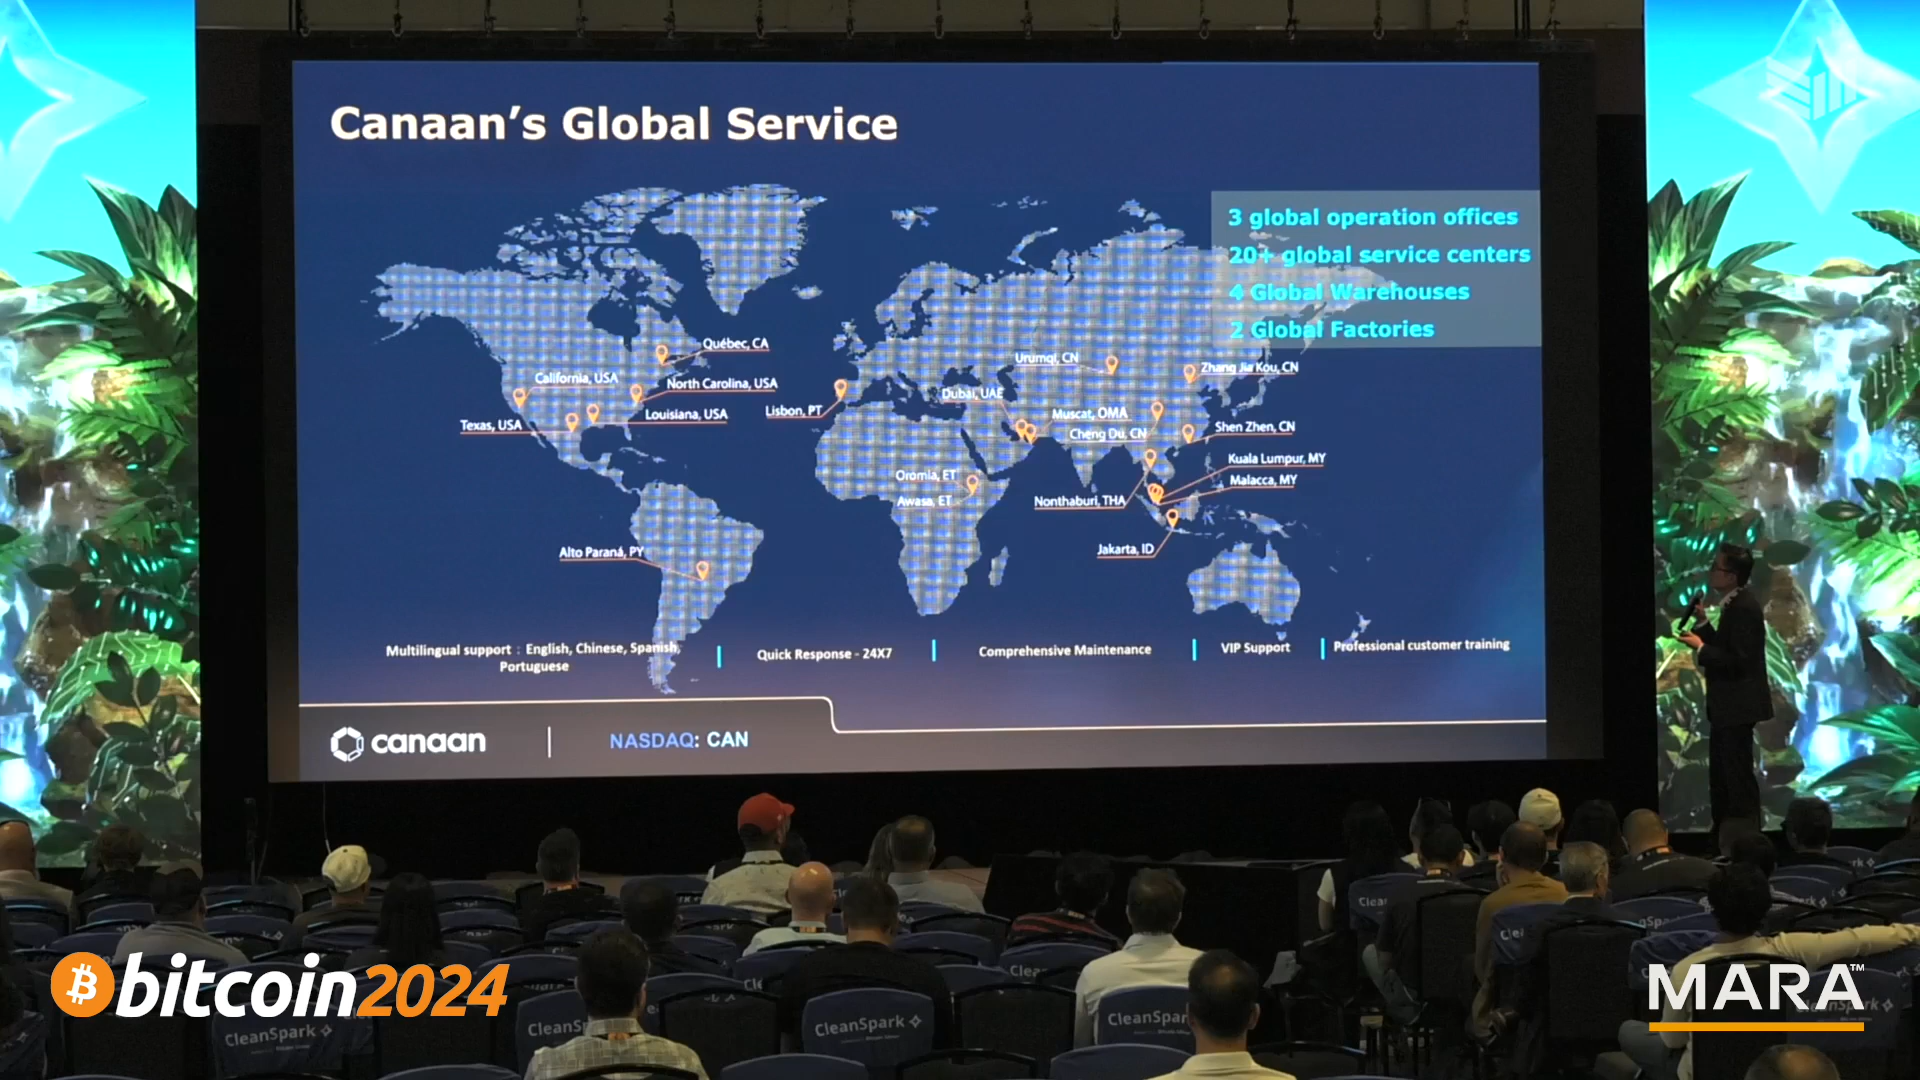 Canaan's Global Service
3 global operation offices
20+ global service centers
4 Global Warehouses
2 Global Factories
Québec, CA
California, USA
North Carolina, USA
Louisiana, USA
Texas, USA
Lisbon, PT
Dubai, UAE
Urumqi, CN
Zhang Jia Kou, CN
Muscat, OMA
Cheng Du, CN
Shen Zhen, CN
Kuala Lumpur, MY
Malacca, MY
Oromia, ET
Awasa, ET
Nonthaburi, THA
Jakarta, ID
Alto Paraná, PY
Multilingual support : English, Chinese, Spanish,
Portuguese
Quick Response - 24X7
Comprehensive Maintenance
VIP Support
Professional customer training
canaan
NASDAQ: CAN
bitcoin2024
MARA™
CleanSpark
CleanSpark
CleanSpar
CleanS